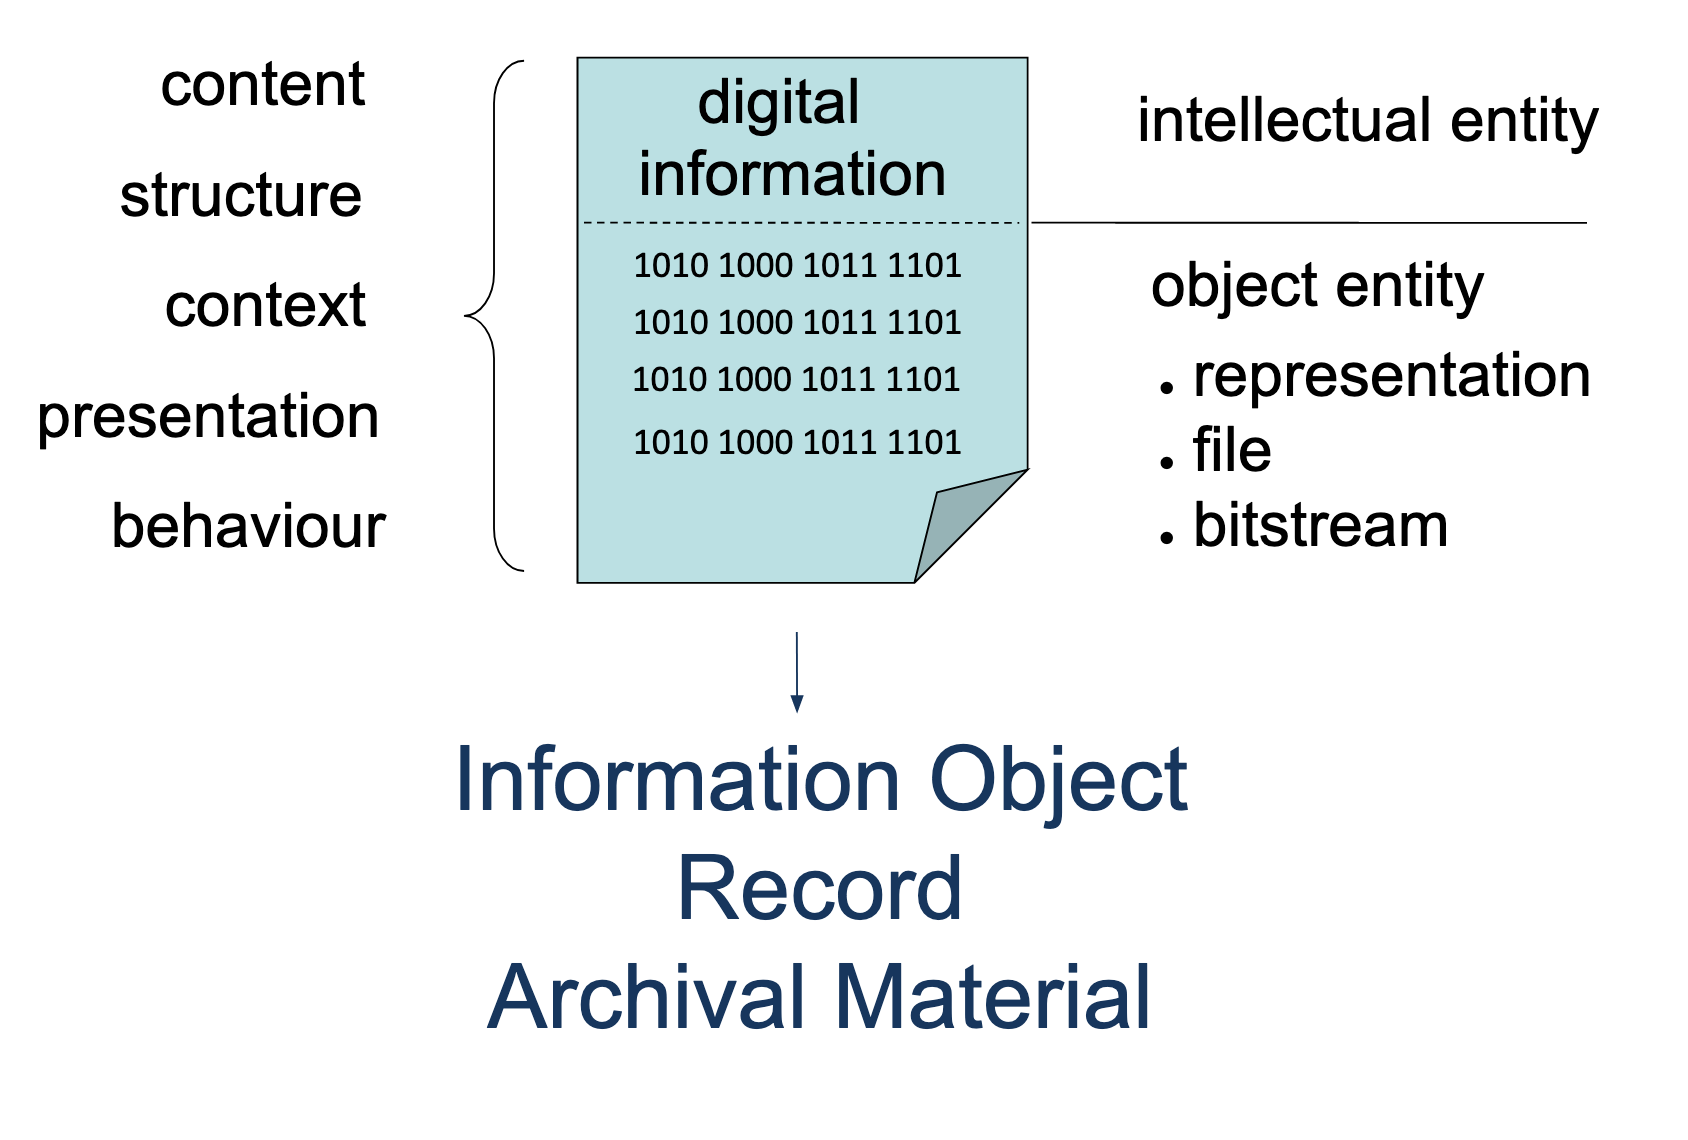 content
structure
context
presentation
behaviour
digital
information
1010 1000 1011 1101
1010 1000 1011 1101
1010 1000 1011 1101
1010 1000 1011 1101
intellectual entity
object entity
• representation
• file
• bitstream
Information Object
Record
Archival Material